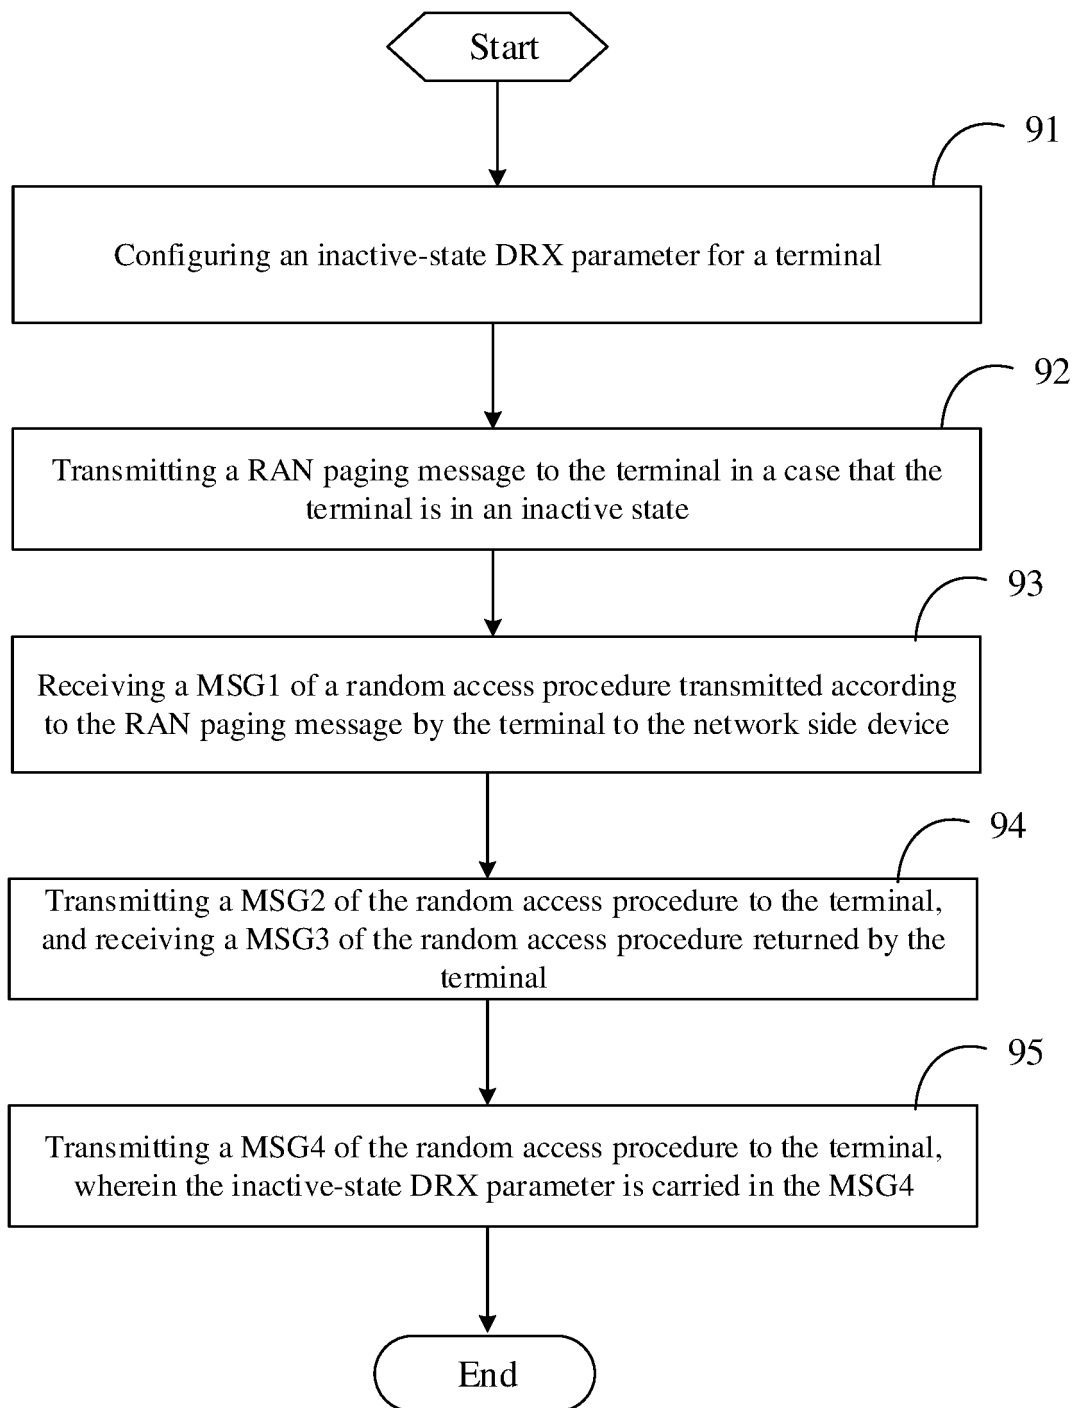 Start
91
Configuring an inactive-state DRX parameter for a terminal
92
Transmitting a RAN paging message to the terminal in a case that the
terminal is in an inactive state
93
Receiving a MSG1 of a random access procedure transmitted according
to the RAN paging message by the terminal to the network side device
94
Transmitting a MSG2 of the random access procedure to the terminal,
and receiving a MSG3 of the random access procedure returned by the
terminal
95
Transmitting a MSG4 of the random access procedure to the terminal,
wherein the inactive-state DRX parameter is carried in the MSG4
End